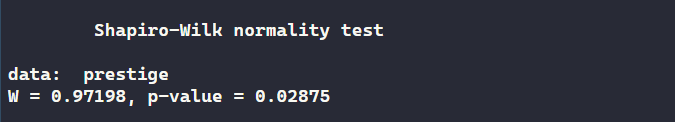 Shapiro-Wilk normality test
data:  prestige
W = 0.97198, p-value = 0.02875